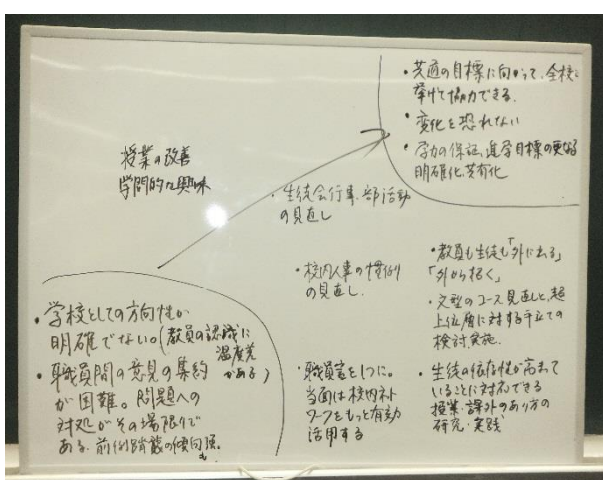 ・共通の目標に向かって、全校を
挙げて協力できる。
・変化を恐れない
・学力の保証、進学目標の更なる
明確化、共有化
授業の改善
学問的な興味
・生徒会行事、部活動
の見直し
・校内人事の慣例
の見直し。
・教員も生徒も「外に出る」
「外から招く」
・文型のコース見直しと、超
上位層に対する手立ての
検討、実施。
・学校としての方向性が
明確でない。(教員の認識に
温度差
がある)
・職員間の意見の集約
が困難。問題への
対処がその場限りで
ある。前例踏襲の傾向も強。
・職員室を1つに。
当面は校内ネット
ワークをもっと有効
活用する
・生徒の依存性が高まって
いることに対応できる
授業・課外のあり方の
研究・実践